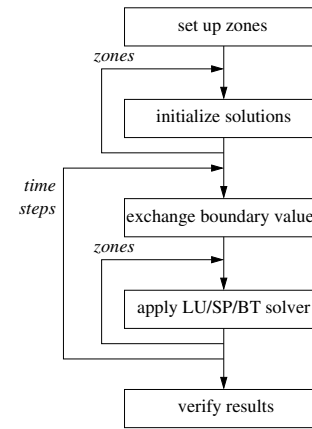 set up zones
zones
initialize solutions
time
steps
exchange boundary value
zones
apply LU/SP/BT solver
verify results